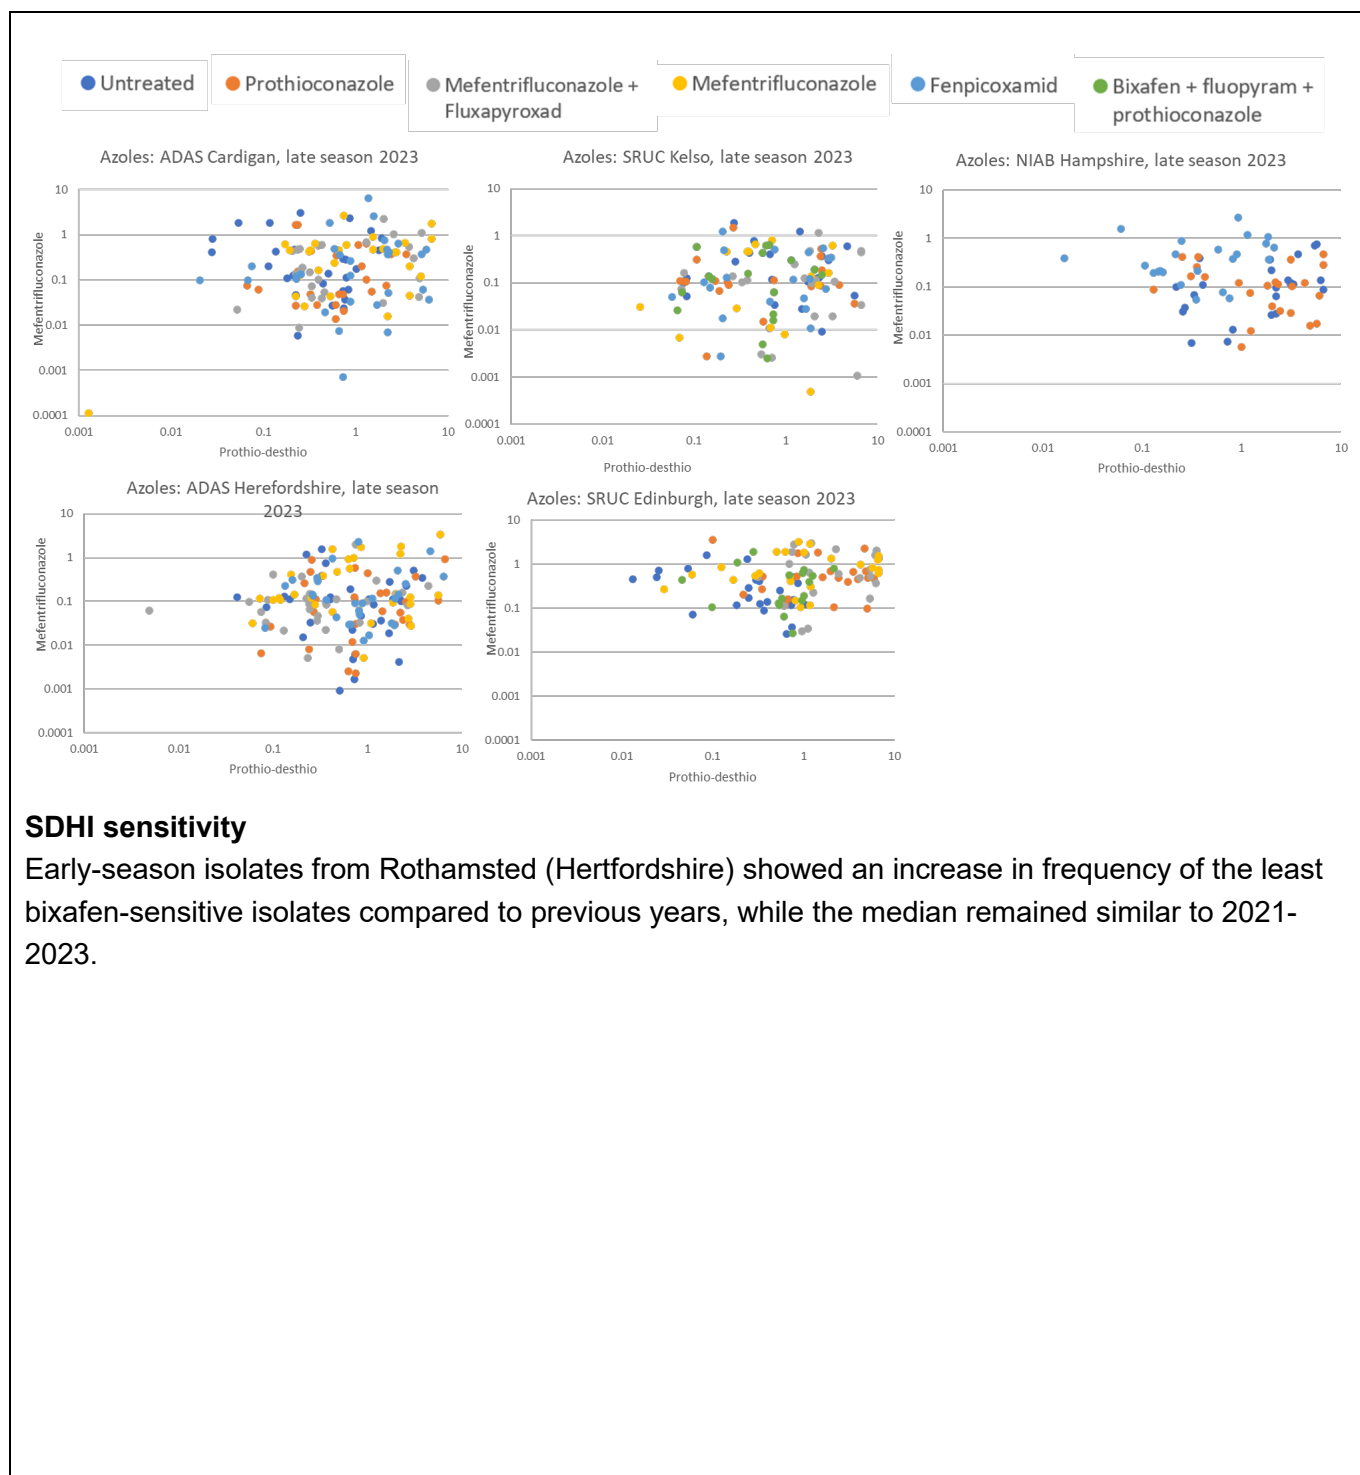 Untreated
Prothioconazole
Mefentrifluconazole +
Fluxapyroxad
Mefentrifluconazole
Fenpicoxamid
Bixafen + fluopyram +
prothioconazole
Azoles: ADAS Cardigan, late season 2023
Mefentrifluconazole
10
1
0.1
0.01
0.001
0.0001
0.001 0.01 0.1 1 10
Prothio-desthio
Azoles: SRUC Kelso, late season 2023
Mefentrifluconazole
10
1
0.1
0.01
0.001
0.0001
0.001 0.01 0.1 1 10
Prothio-desthio
Azoles: NIAB Hampshire, late season 2023
Mefentrifluconazole
10
1
0.1
0.01
0.001
0.0001
0.001 0.01 0.1 1 10
Prothio-desthio
Azoles: ADAS Herefordshire, late season
2023
Mefentrifluconazole
10
1
0.1
0.01
0.001
0.0001
0.001 0.01 0.1 1 10
Prothio-desthio
Azoles: SRUC Edinburgh, late season 2023
Mefentrifluconazole
10
1
0.1
0.01
0.001
0.0001
0.001 0.01 0.1 1 10
Prothio-desthio
SDHI sensitivity
Early-season isolates from Rothamsted (Hertfordshire) showed an increase in frequency of the least
bixafen-sensitive isolates compared to previous years, while the median remained similar to 2021-
2023.